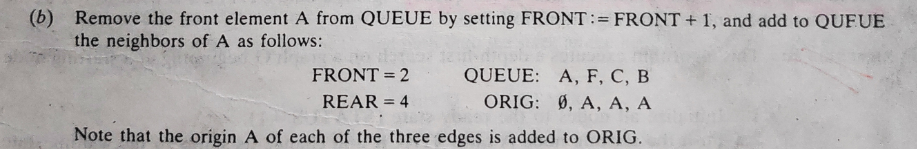 (b) Remove the front element A from QUEUE by setting FRONT := FRONT + 1, and add to QUFUE
the neighbors of A as follows:
FRONT = 2 QUEUE: A, F, C, B
REAR = 4 ORIG: Ø, A, A, A
Note that the origin A of each of the three edges is added to ORIG.